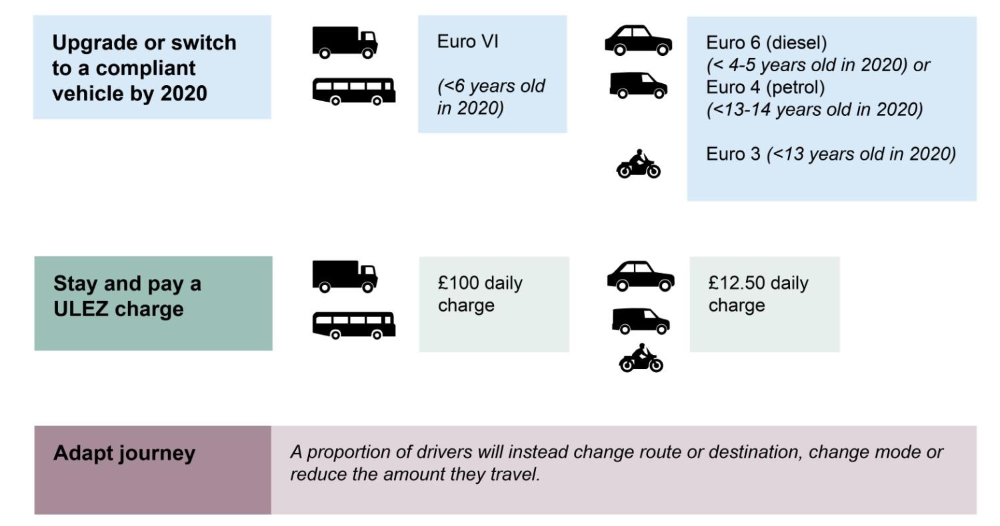 Upgrade or switch
to a compliant
vehicle by 2020
Euro VI
(<6 years old
in 2020)
Euro 6 (diesel)
(< 4-5 years old in 2020) or
Euro 4 (petrol)
(<13-14 years old in 2020)
Euro 3 (<13 years old in 2020)
Stay and pay a
ULEZ charge
£100 daily
charge
£12.50 daily
charge
Adapt journey
A proportion of drivers will instead change route or destination, change mode or
reduce the amount they travel.